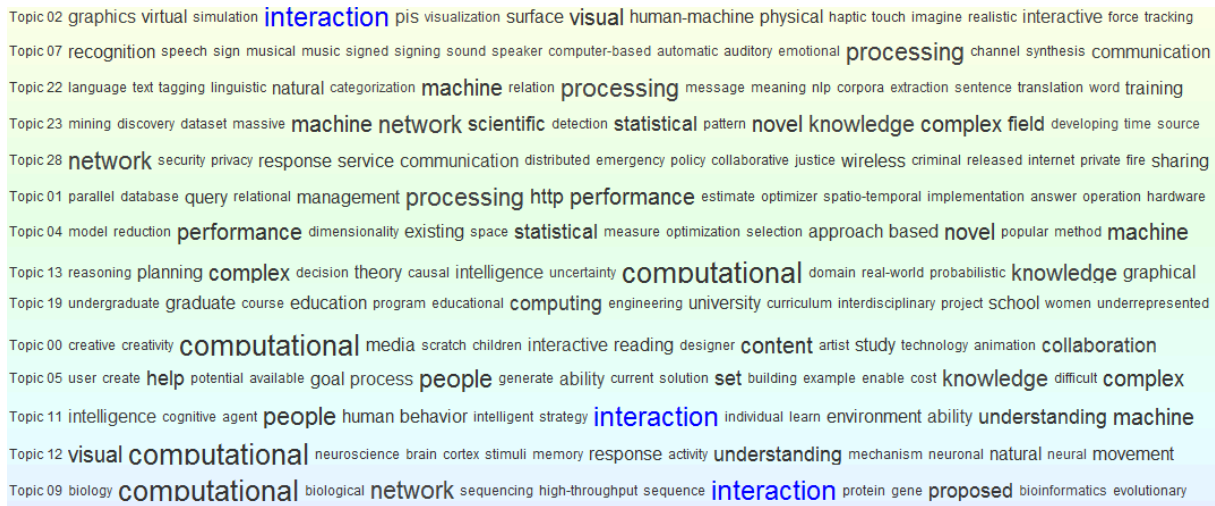 Topic 02 graphics virtual simulation interaction pis visualization surface visual human-machine physical haptic touch imagine realistic interactive force tracking
Topic 07 recognition speech sign musical music signed signing sound speaker computer-based automatic auditory emotional processing channel synthesis communication
Topic 22 language text tagging linguistic natural categorization machine relation processing message meaning nlp corpora extraction sentence translation word training
Topic 23 mining discovery dataset massive machine network scientific detection statistical pattern novel knowledge complex field developing time source
Topic 28 network security privacy response service communication distributed emergency policy collaborative justice wireless criminal released internet private fire sharing
Topic 01 parallel database query relational management processing http performance estimate optimizer spatio-temporal implementation answer operation hardware
Topic 04 model reduction performance dimensionality existing space statistical measure optimization selection approach based novel popular method machine
Topic 13 reasoning planning complex decision theory causal intelligence uncertainty computational domain real-world probabilistic knowledge graphical
Topic 19 undergraduate graduate course education program educational computing engineering university curriculum interdisciplinary project school women underrepresented
Topic 00 creative creativity computational media scratch children interactive reading designer content artist study technology animation collaboration
Topic 05 user create help potential available goal process people generate ability current solution set building example enable cost knowledge difficult complex
Topic 11 intelligence cognitive agent people human behavior intelligent strategy interaction individual learn environment ability understanding machine
Topic 12 visual computational neuroscience brain cortex stimuli memory response activity understanding mechanism neuronal natural neural movement
Topic 09 biology computational biological network sequencing high-throughput sequence interaction protein gene proposed bioinformatics evolutionary